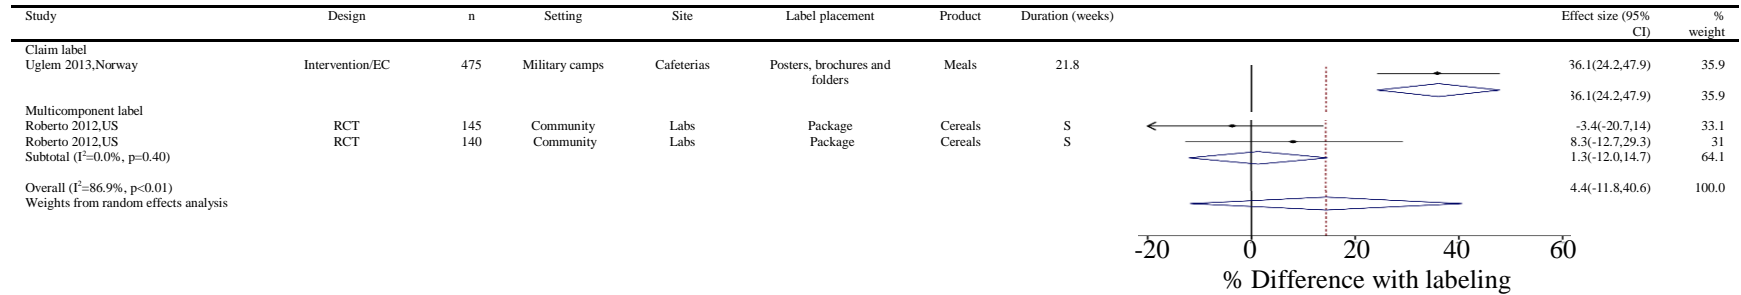 Study Design n Setting Site Label placement Product Duration (weeks) Effect size (95% CI) % weight
Claim label
Uglem 2013,Norway Intervention/EC 475 Military camps Cafeterias Posters, brochures and folders Meals 21.8 36.1(24.2,47.9) 35.9
36.1(24.2,47.9) 35.9
Multicomponent label
Roberto 2012,US RCT 145 Community Labs Package Cereals S -3.4(-20.7,14) 33.1
Roberto 2012,US RCT 140 Community Labs Package Cereals S 8.3(-12.7,29.3) 31
Subtotal (I²=0.0%, p=0.40) 1.3(-12.0,14.7) 64.1
Overall (I²=86.9%, p<0.01) 4.4(-11.8,40.6) 100.0
Weights from random effects analysis
-20 0 20 40 60
% Difference with labeling